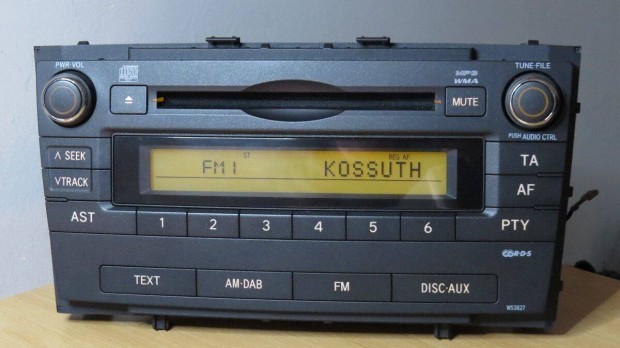 PWR·VOL
TUNE·FILE
MP3
WMA
MUTE
PUSH AUDIO CTRL
∧ SEEK
∨TRACK
ST
REG AF
FM1 KOSSUTH
TA
AF
AST 1 2 3 4 5 6 PTY
R·D·S
TEXT AM·DAB FM DISC·AUX
W53827